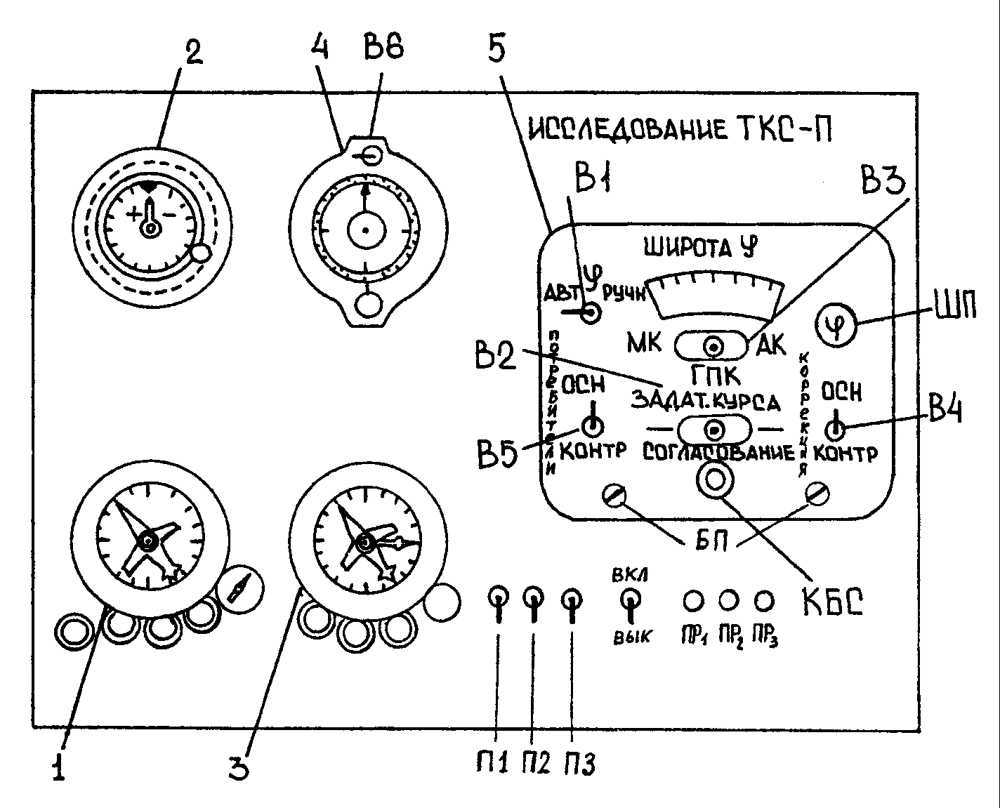 2
4
В6
5
ИССЛЕДОВАНИЕ ТКС-П
В1
В3
+ -
ШИРОТА φ
φ
АВТ
РУЧН
ШП
φ
МК
АК
В2
ГПК
ПОТРЕБИТЕЛИ
КОРРЕКЦИЯ
ОСН
ОСН
ЗАДАТ.КУРСА
В4
В5
КОНТР
СОГЛАСОВАНИЕ
КОНТР
БП
ВКЛ
КБС
ВЫК
ПР1 ПР2 ПР3
1
3
П1 П2 П3